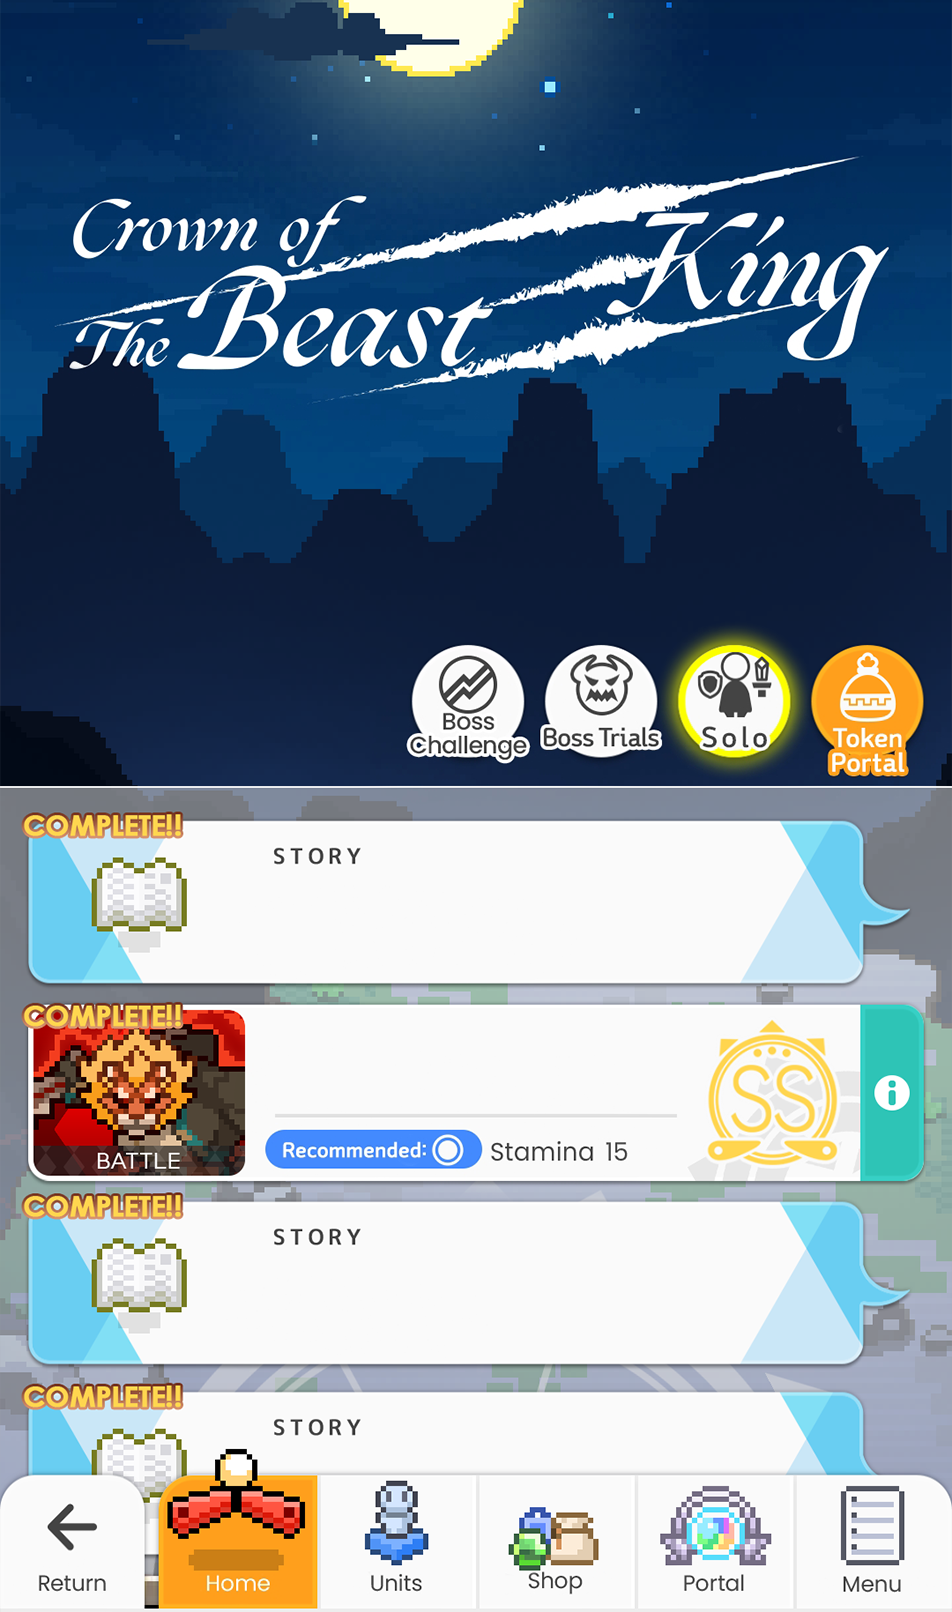 Crown of
The Beast King
Boss
Challenge
Boss Trials
Solo
Token
Portal
COMPLETE!!
STORY
COMPLETE!!
BATTLE
Recommended:
Stamina 15
SS
COMPLETE!!
STORY
COMPLETE!!
STORY
Return
Home
Units
Shop
Portal
Menu